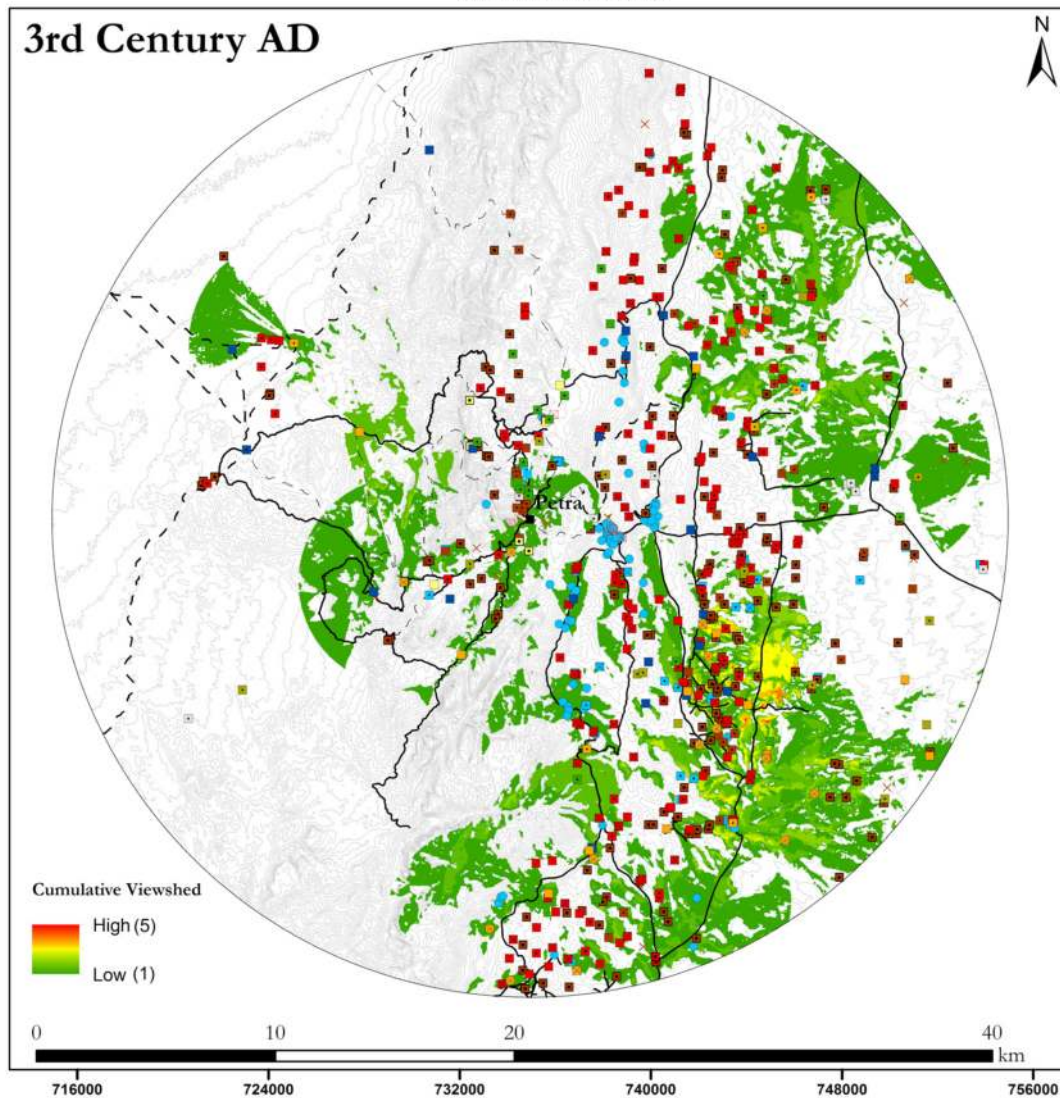 3rd Century AD
N
Petra
Cumulative Viewshed
High (5)
Low (1)
0 10 20 40
km
716000 724000 732000 740000 748000 756000